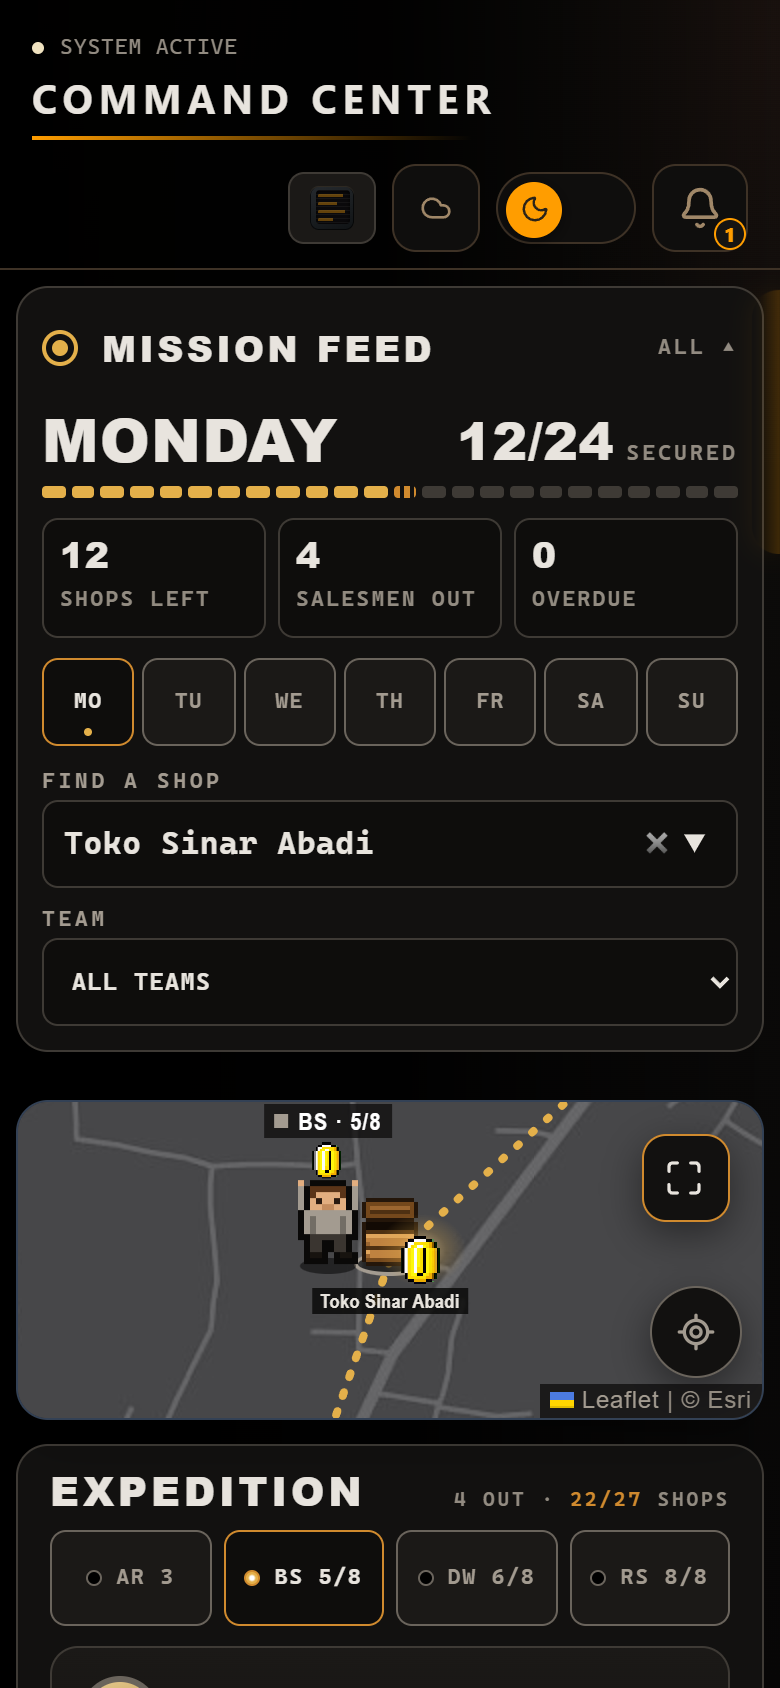 SYSTEM ACTIVE
COMMAND CENTER
1
MISSION FEED
ALL ▲
MONDAY
12/24 SECURED
12
SHOPS LEFT
4
SALESMEN OUT
0
OVERDUE
MO
TU
WE
TH
FR
SA
SU
FIND A SHOP
Toko Sinar Abadi
TEAM
ALL TEAMS
BS · 5/8
Toko Sinar Abadi
Leaflet | © Esri
EXPEDITION
4 OUT · 22/27 SHOPS
AR 3
BS 5/8
DW 6/8
RS 8/8